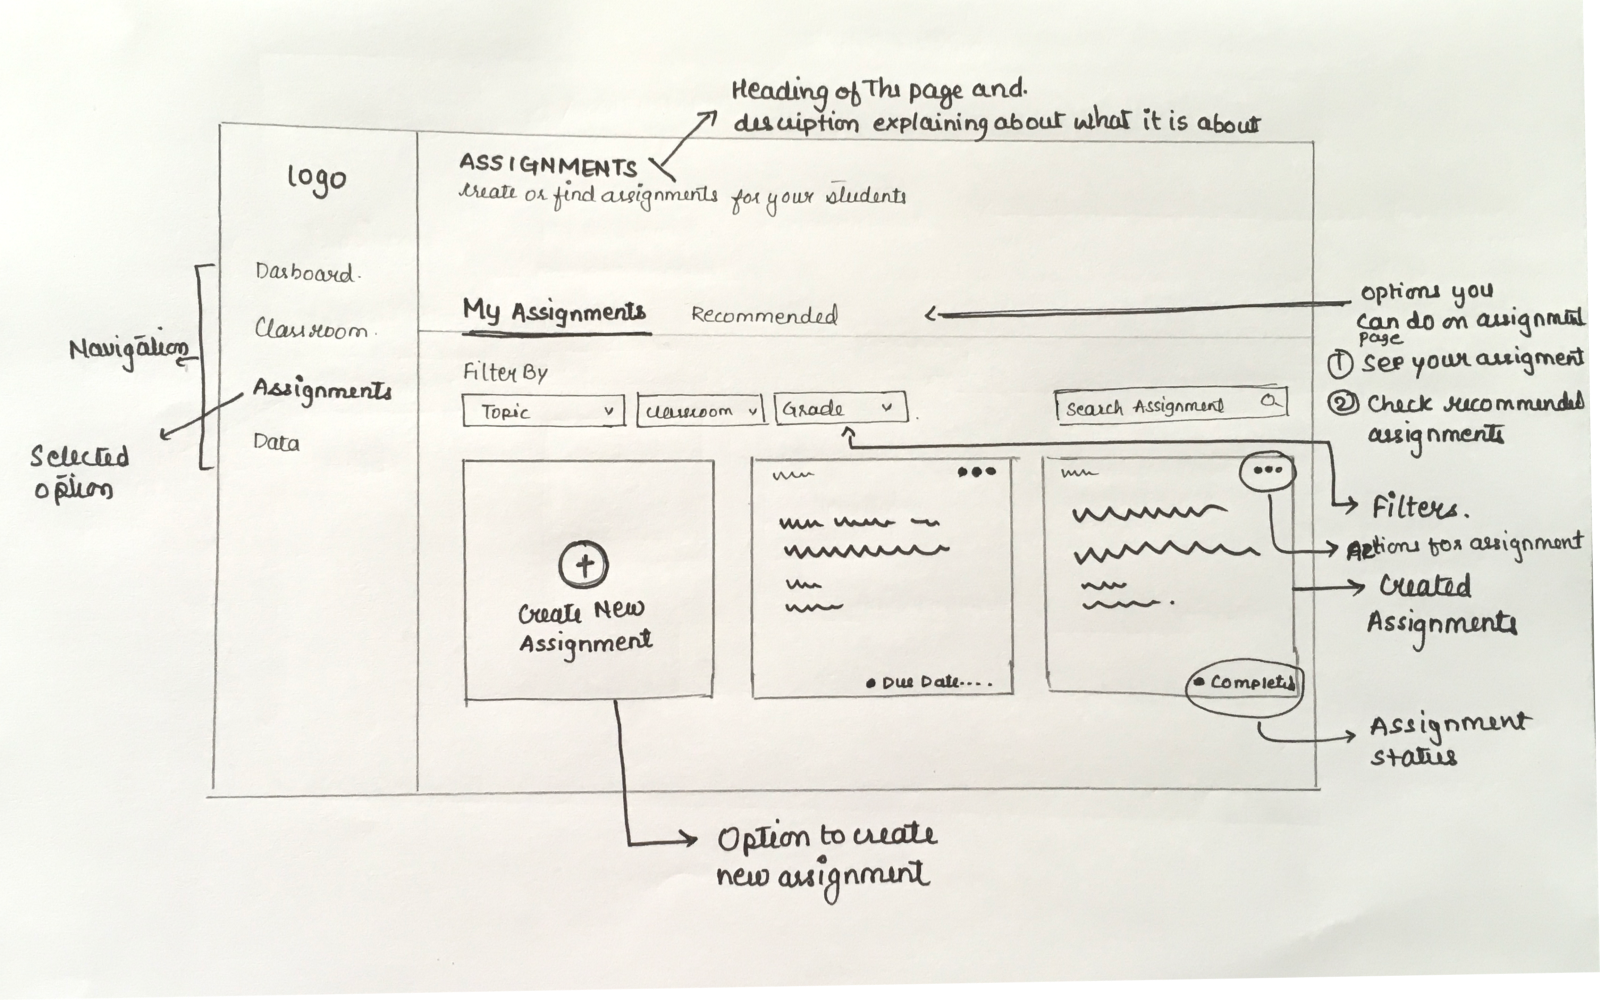 Heading of The page and.
description explaining about what it is about
logo
ASSIGNMENTS
create or find assignments for your students
Dasboard.
Classroom.
Assignments
Data
Navigation
Selected
option
My Assignments
Recommended
options you
can do on assignment
page
① See your assigment
② Check recommended
assignments
Filter By
Topic
classroom
Grade
Search Assignment
Create New
Assignment
Due Date....
Completed
Filters.
Actions for assignment
Created
Assignments
Assignment
status
Option to create
new assignment